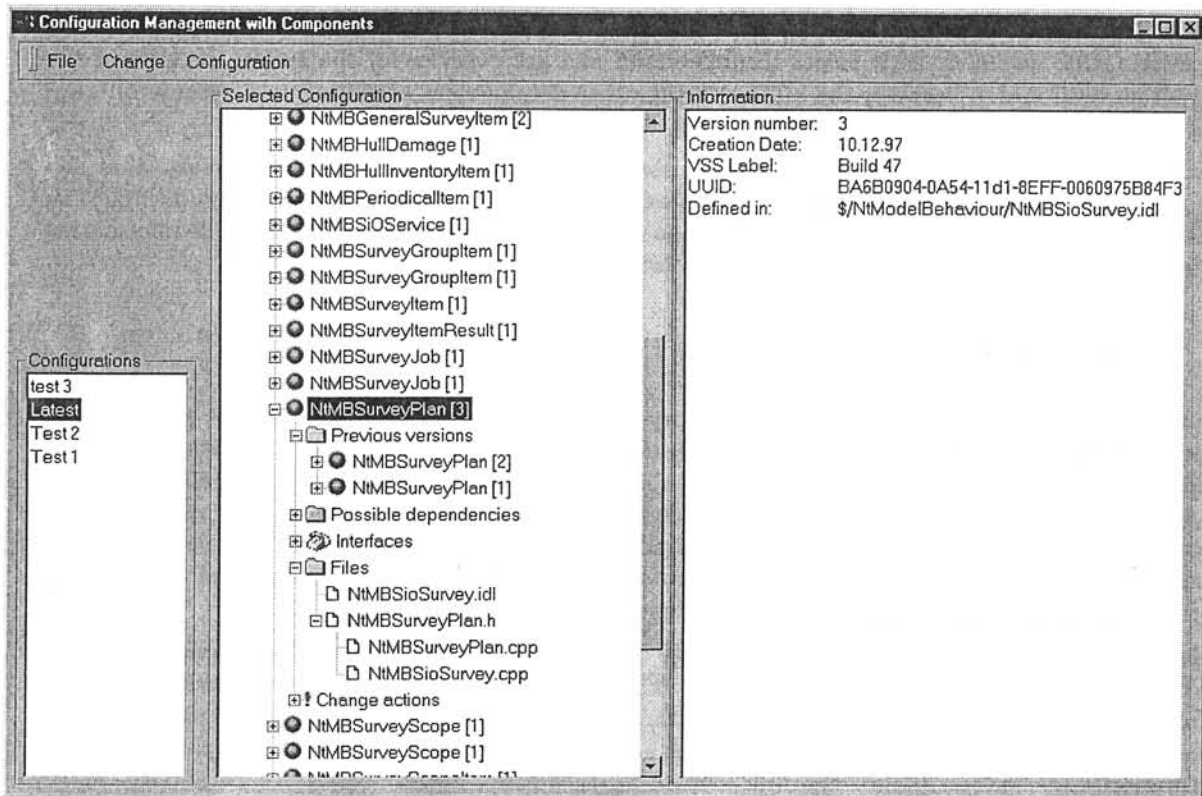 Configuration Management with Components
File Change Configuration
Selected Configuration
NtMBGeneralSurveyItem [2]
NtMBHullDamage [1]
NtMBHullInventoryItem [1]
NtMBPeriodicalItem [1]
NtMBSiOService [1]
NtMBSurveyGroupItem [1]
NtMBSurveyGroupItem [1]
NtMBSurveyItem [1]
NtMBSurveyItemResult [1]
NtMBSurveyJob [1]
NtMBSurveyJob [1]
NtMBSurveyPlan [3]
Previous versions
NtMBSurveyPlan [2]
NtMBSurveyPlan [1]
Possible dependencies
Interfaces
Files
NtMBSioSurvey.idl
NtMBSurveyPlan.h
NtMBSurveyPlan.cpp
NtMBSioSurvey.cpp
! Change actions
NtMBSurveyScope [1]
NtMBSurveyScope [1]
Configurations
test 3
Latest
Test 2
Test 1
Information
Version number: 3
Creation Date: 10.12.97
VSS Label: Build 47
UUID: BA6B0904-0A54-11d1-8EFF-0060975B84F3
Defined in: $/NtModelBehaviour/NtMBSioSurvey.idl